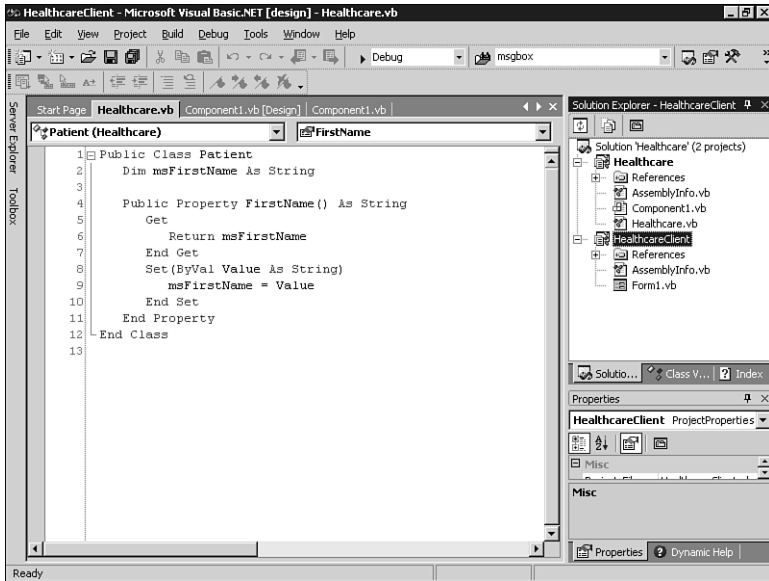 HealthcareClient - Microsoft Visual Basic.NET [design] - Healthcare.vb
File Edit View Project Build Debug Tools Window Help
Debug msgbox
Start Page Healthcare.vb Component1.vb [Design] Component1.vb
Patient (Healthcare) FirstName
Server Explorer
Toolbox
1 Public Class Patient
2 Dim msFirstName As String
3
4 Public Property FirstName() As String
5 Get
6 Return msFirstName
7 End Get
8 Set(ByVal Value As String)
9 msFirstName = Value
10 End Set
11 End Property
12 End Class
13
Solution Explorer - HealthcareClient
Solution 'Healthcare' (2 projects)
Healthcare
References
AssemblyInfo.vb
Component1.vb
Healthcare.vb
HealthcareClient
References
AssemblyInfo.vb
Form1.vb
Solutio... Class V... Index
Properties
HealthcareClient ProjectProperties
Misc
Misc
Properties Dynamic Help
Ready